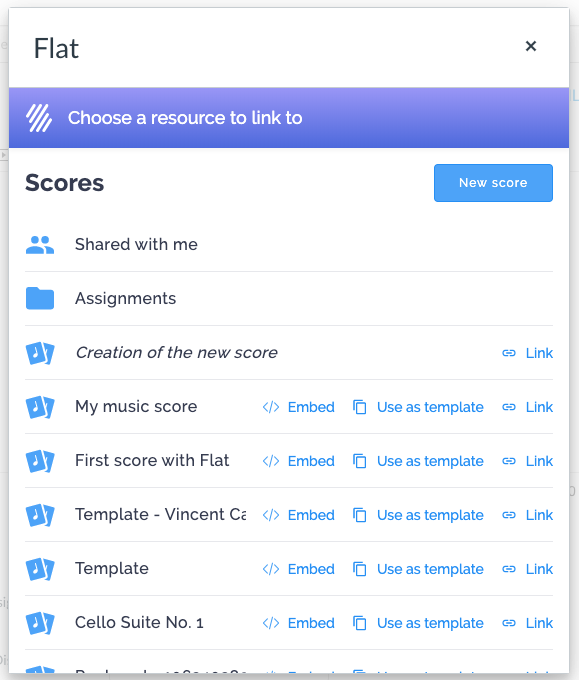 Flat
Choose a resource to link to
Scores
New score
Shared with me
Assignments
Creation of the new score Link
My music score Embed Use as template Link
First score with Flat Embed Use as template Link
Template - Vincent Ca Embed Use as template Link
Template Embed Use as template Link
Cello Suite No. 1 Embed Use as template Link